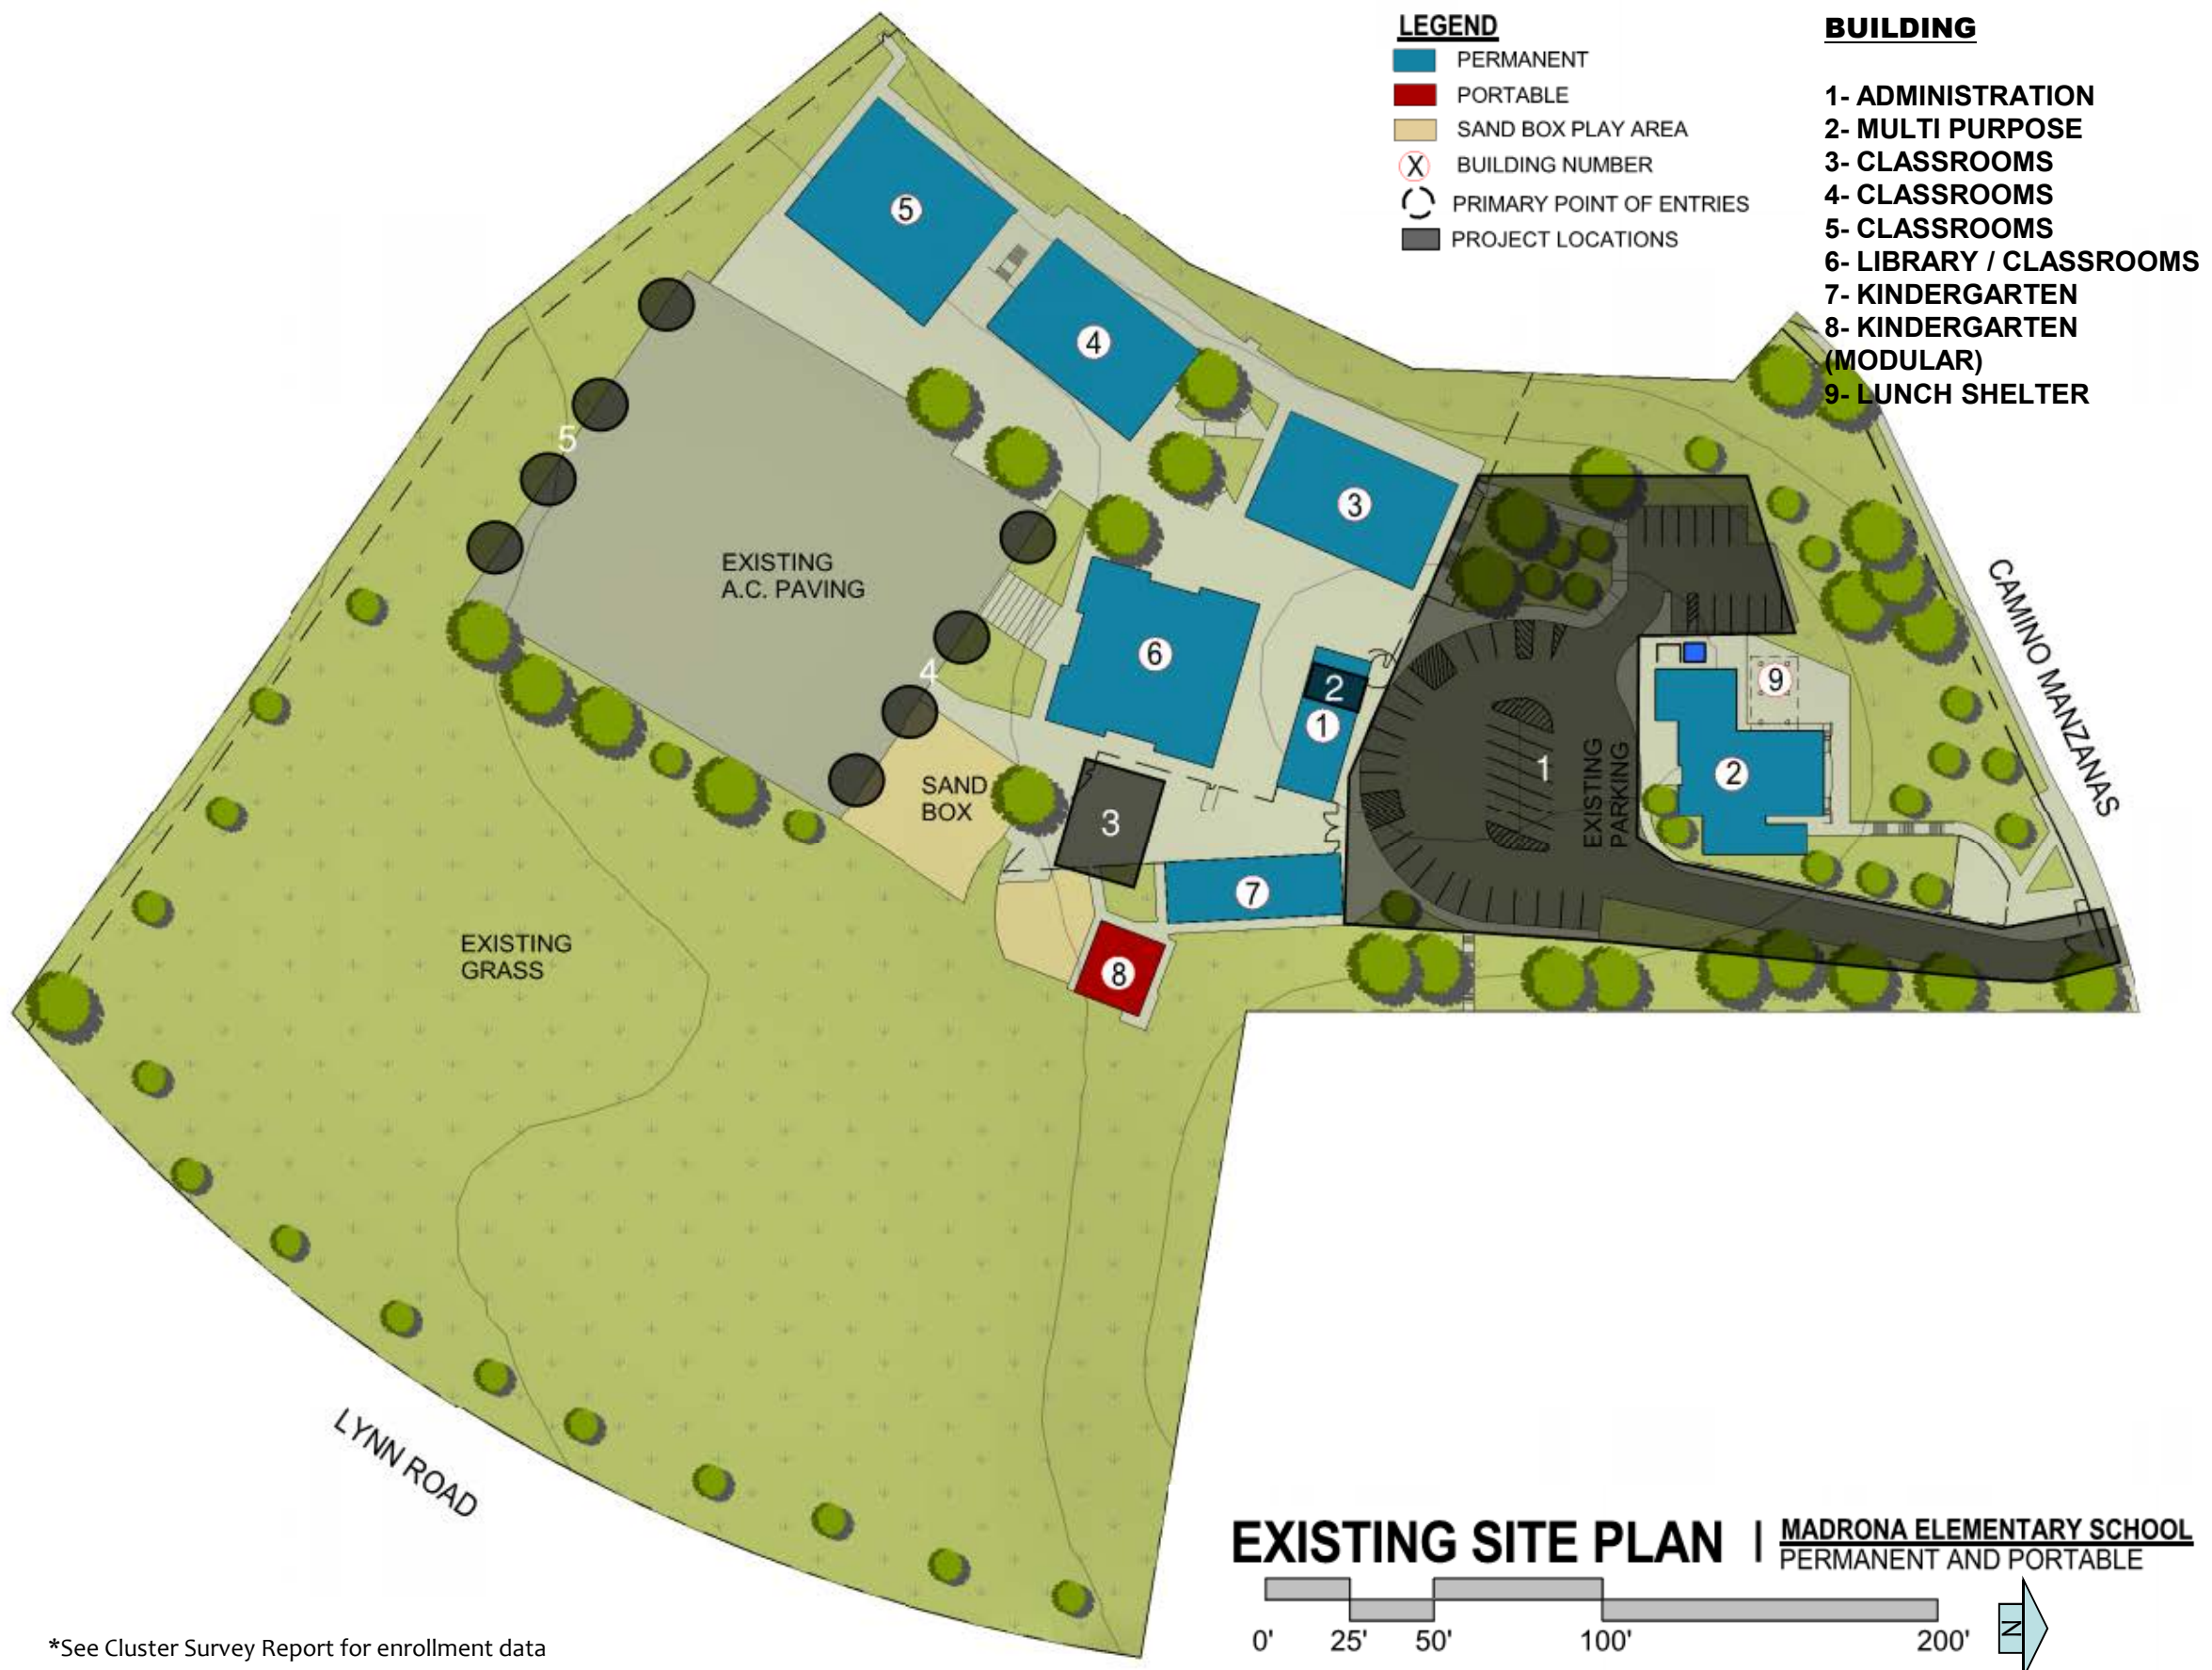 LEGEND
PERMANENT
PORTABLE
SAND BOX PLAY AREA
X BUILDING NUMBER
PRIMARY POINT OF ENTRIES
PROJECT LOCATIONS
BUILDING
1- ADMINISTRATION
2- MULTI PURPOSE
3- CLASSROOMS
4- CLASSROOMS
5- CLASSROOMS
6- LIBRARY / CLASSROOMS
7- KINDERGARTEN
8- KINDERGARTEN
(MODULAR)
9- LUNCH SHELTER
5
4
3
5
EXISTING
A.C. PAVING
6
2
1
4
9
2
1
EXISTING
PARKING
CAMINO MANZANAS
SAND
BOX
3
7
8
EXISTING
GRASS
LYNN ROAD
EXISTING SITE PLAN | MADRONA ELEMENTARY SCHOOL
PERMANENT AND PORTABLE
0' 25' 50' 100' 200'
N
*See Cluster Survey Report for enrollment data